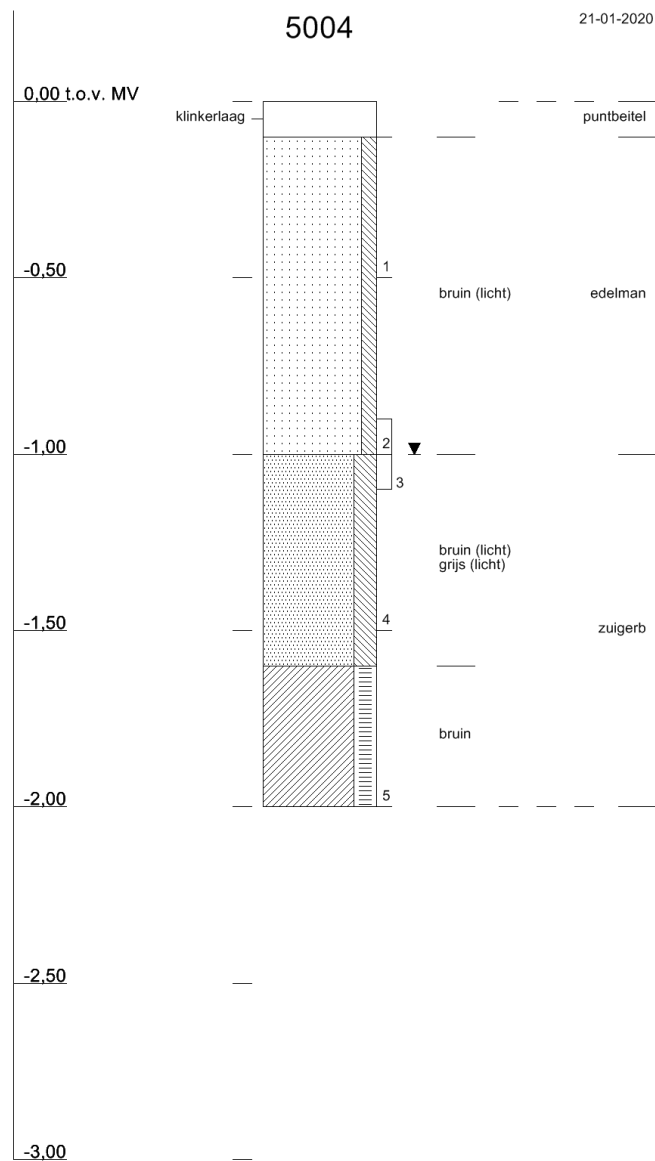 5004
21-01-2020
0,00 t.o.v. MV
klinkerlaag
puntbeitel
-0,50
1
bruin (licht)
edelman
-1,00
2
3
bruin (licht)
grijs (licht)
-1,50
4
zuigerb
bruin
-2,00
5
-2,50
-3,00